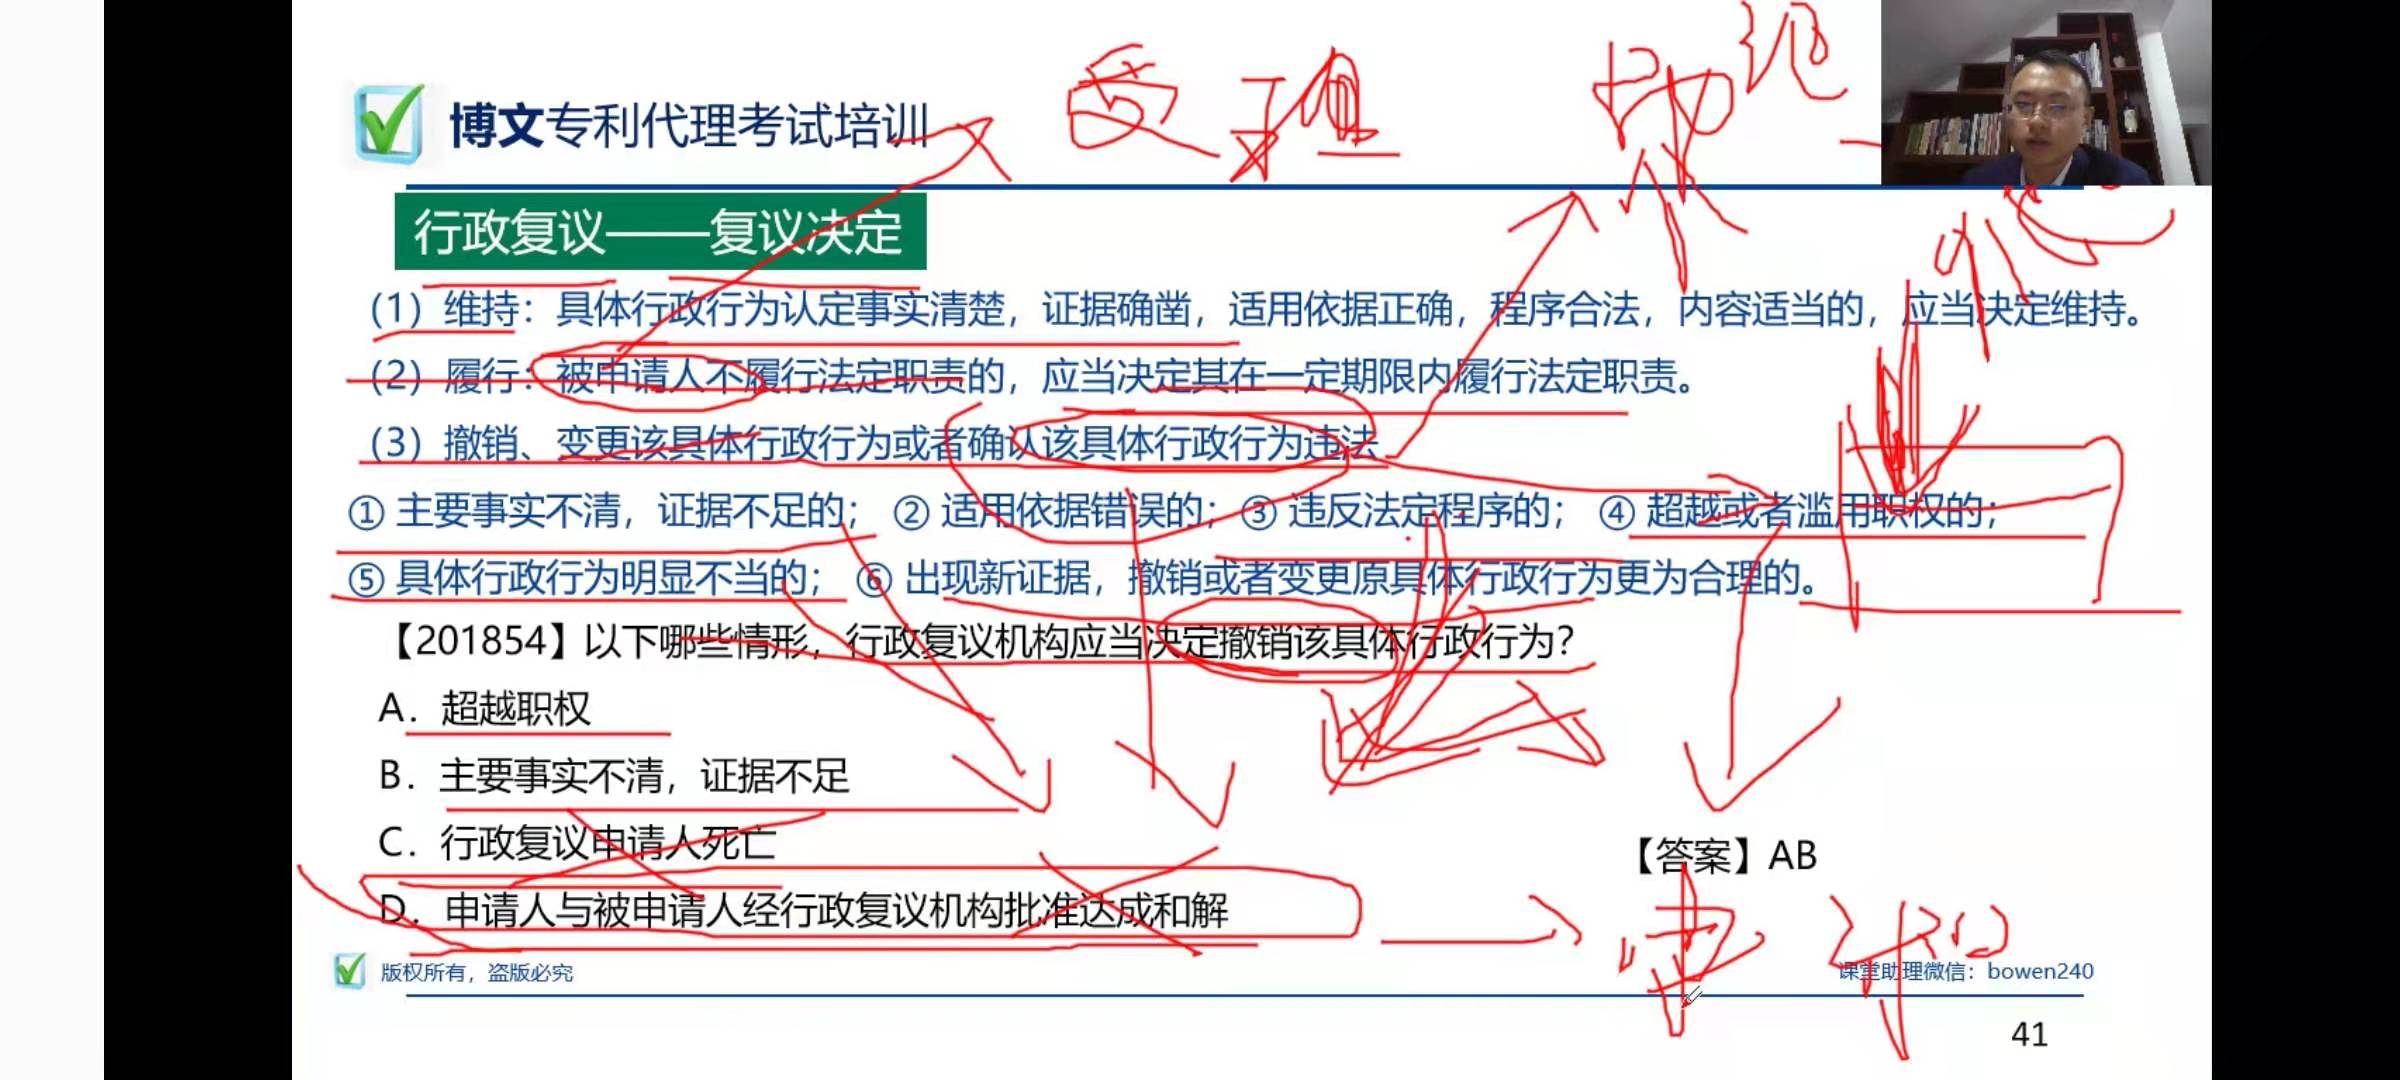 受理
博文专利代理考试培训
行政复议——复议决定
（1）维持：具体行政行为认定事实清楚，证据确凿，适用依据正确，程序合法，内容适当的，应当决定维持。
（2）履行：被申请人不履行法定职责的，应当决定其在一定期限内履行法定职责。
（3）撤销、变更该具体行政行为或者确认该具体行政行为违法
① 主要事实不清，证据不足的； ② 适用依据错误的；③ 违反法定程序的； ④ 超越或者滥用职权的；
⑤ 具体行政行为明显不当的； ⑥ 出现新证据，撤销或者变更原具体行政行为更为合理的。
【201854】以下哪些情形，行政复议机构应当决定撤销该具体行政行为？
A．超越职权
B．主要事实不清，证据不足
C．行政复议申请人死亡
D．申请人与被申请人经行政复议机构批准达成和解
【答案】AB
版权所有，盗版必究
课堂助理微信：bowen240
41